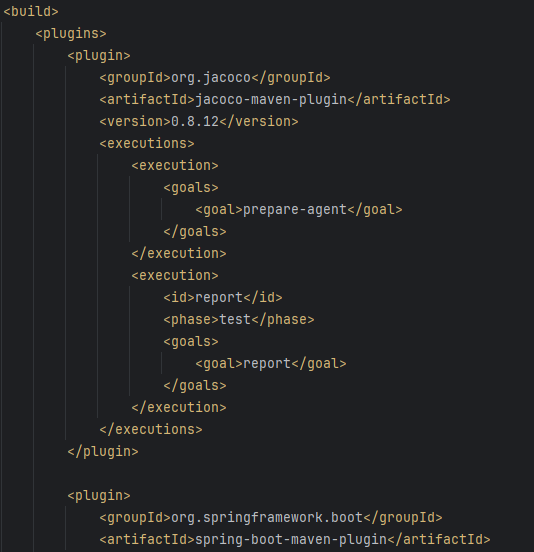 <build>
<plugins>
<plugin>
<groupId>org.jacoco</groupId>
<artifactId>jacoco-maven-plugin</artifactId>
<version>0.8.12</version>
<executions>
<execution>
<goals>
<goal>prepare-agent</goal>
</goals>
</execution>
<execution>
<id>report</id>
<phase>test</phase>
<goals>
<goal>report</goal>
</goals>
</execution>
</executions>
</plugin>
<plugin>
<groupId>org.springframework.boot</groupId>
<artifactId>spring-boot-maven-plugin</artifactId>